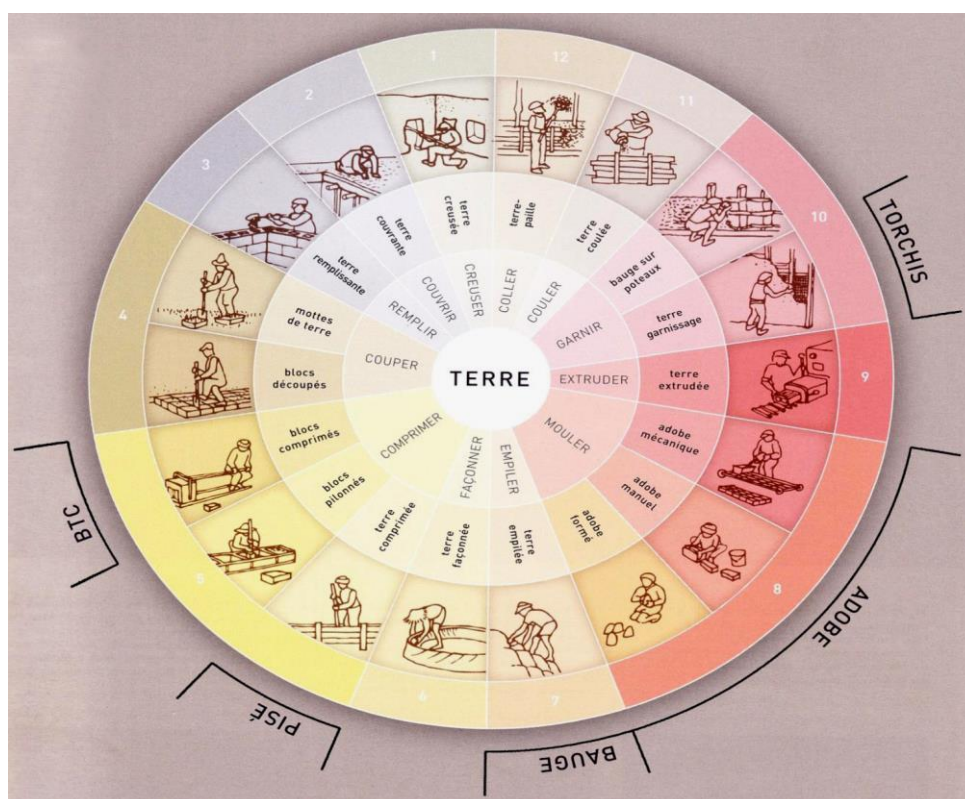 TERRE
CREUSER
COUVRIR
REMPLIR
COUPER
COMPRIMER
FAÇONNER
EMPILER
MOULER
EXTRUDER
GARNIR
COULER
COLLER
terre
creusée
terre
couvrante
terre
remplissante
mottes
de terre
blocs
découpés
blocs
comprimés
blocs
pilonnés
terre
comprimée
terre
façonnée
terre
empilée
adobe
formé
adobe
manuel
adobe
mécanique
terre
extrudée
terre
garnissage
bauge sur
poteaux
terre
coulée
terre-
paille
1
2
3
4
5
6
7
8
9
10
11
12
BTC
PISÉ
BAUGE
ADOBE
TORCHIS